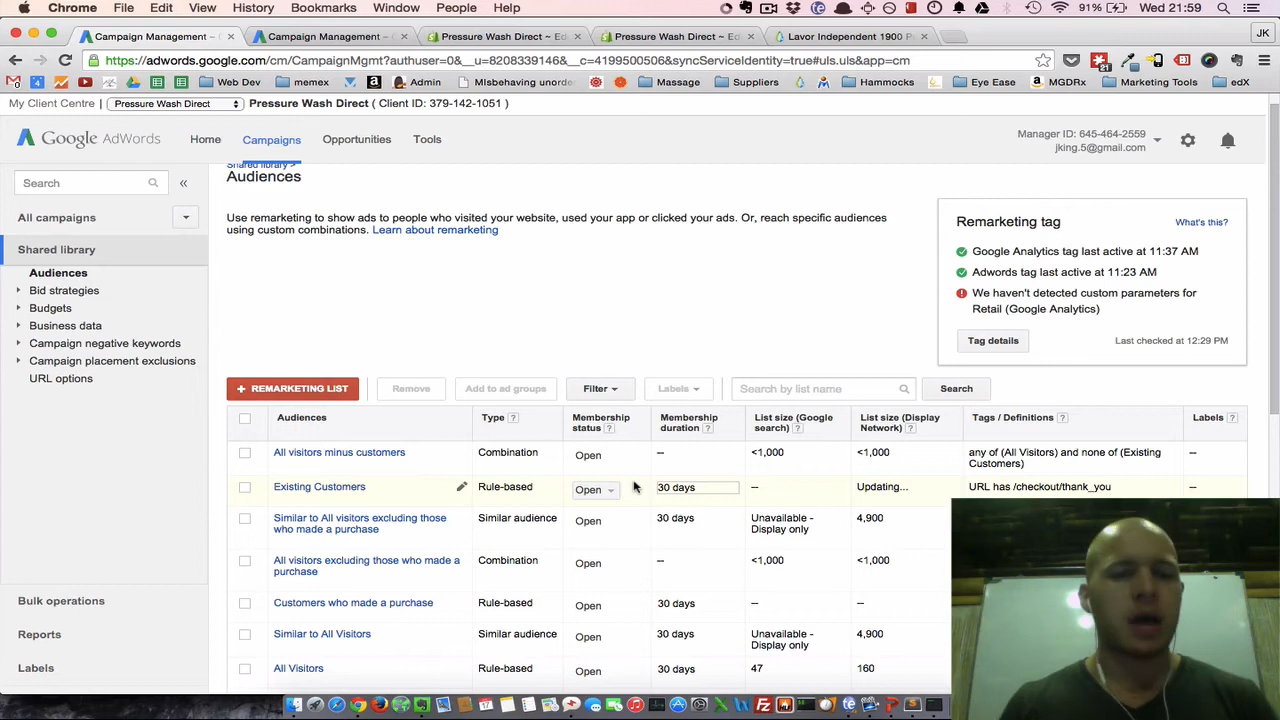 Chrome File Edit View History Bookmarks Window People Help 91% Wed 21:59
Campaign Management – Campaign Management – Pressure Wash Direct ~ Ed Pressure Wash Direct ~ Ed Lavor Independent 1900 P JK
https://adwords.google.com/cm/CampaignMgmt?authuser=0&__u=8208339146&__c=4199500506&syncServiceIdentity=true#uls.uls&app=cm
Web Dev memex Admin Mistaving unord Massage Suppliers Hammocks Eye Ease MGDRx Marketing Tools edX
My Client Centre Pressure Wash Direct Pressure Wash Direct ( Client ID: 379-142-1051 )
Google AdWords Home Campaigns Opportunities Tools
Manager ID: 645-464-2559
jking.5@gmail.com
Search «
All campaigns
Shared library
Audiences
Bid strategies
Budgets
Business data
Campaign negative keywords
Campaign placement exclusions
URL options
Bulk operations
Reports
Labels
Shared library >
Audiences
Use remarketing to show ads to people who visited your website, used your app or clicked your ads. Or, reach specific audiences
using custom combinations. Learn about remarketing
Remarketing tag What's this?
Google Analytics tag last active at 11:37 AM
Adwords tag last active at 11:23 AM
We haven't detected custom parameters for
Retail (Google Analytics)
Tag details Last checked at 12:29 PM
+ REMARKETING LIST Remove Add to ad groups Filter Labels Search by list name Search
Audiences Type ? Membership status ? Membership duration ? List size (Google search) ? List size (Display Network) ? Tags / Definitions ? Labels ?
All visitors minus customers Combination Open -- <1,000 <1,000 any of (All Visitors) and none of (Existing Customers) --
Existing Customers Rule-based Open 30 days -- Updating... URL has /checkout/thank_you --
Similar to All visitors excluding those who made a purchase Similar audience Open 30 days Unavailable - Display only 4,900
All visitors excluding those who made a purchase Combination Open -- <1,000 <1,000
Customers who made a purchase Rule-based Open 30 days -- --
Similar to All Visitors Similar audience Open 30 days Unavailable - Display only 4,900
All Visitors Rule-based Open 30 days 47 160